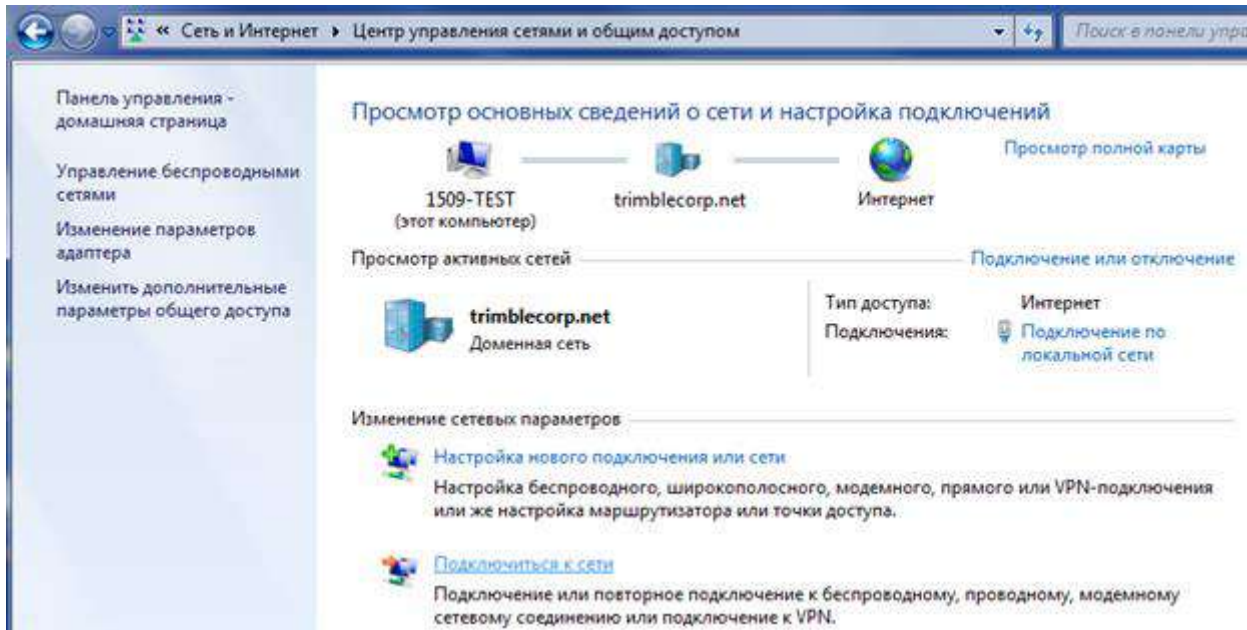 « Сеть и Интернет ▸ Центр управления сетями и общим доступом
Поиск в панели упра
Панель управления -
домашняя страница
Управление беспроводными
сетями
Изменение параметров
адаптера
Изменить дополнительные
параметры общего доступа
Просмотр основных сведений о сети и настройка подключений
Просмотр полной карты
1509-TEST
(этот компьютер)
trimblecorp.net
Интернет
Просмотр активных сетей
Подключение или отключение
trimblecorp.net
Доменная сеть
Тип доступа: Интернет
Подключения: Подключение по
локальной сети
Изменение сетевых параметров
Настройка нового подключения или сети
Настройка беспроводного, широкополосного, модемного, прямого или VPN-подключения
или же настройка маршрутизатора или точки доступа.
Подключиться к сети
Подключение или повторное подключение к беспроводному, проводному, модемному
сетевому соединению или подключение к VPN.